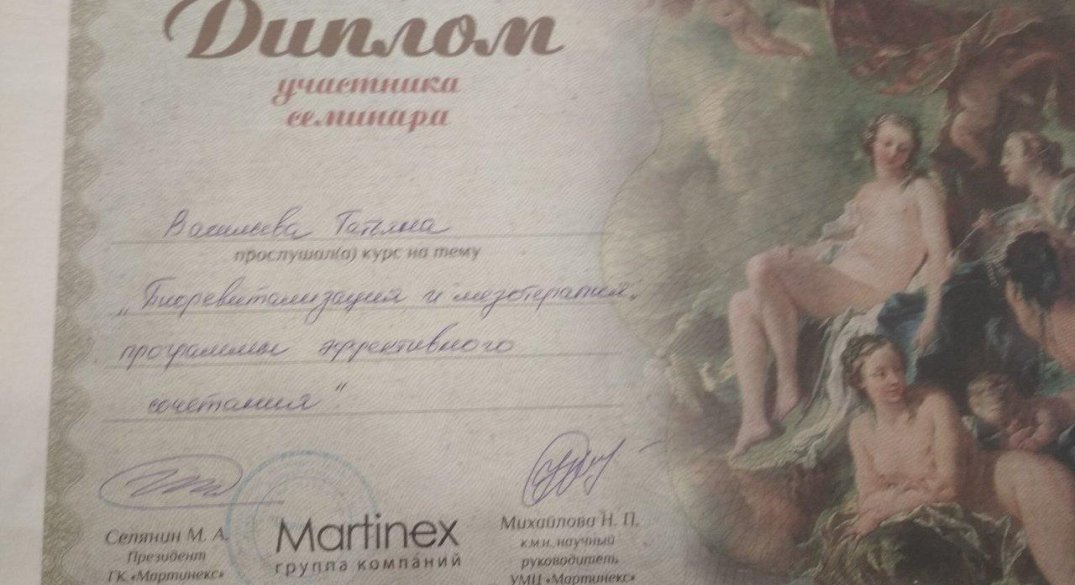 Диплом
участника
семинара
Васильева Татьяна
прослушал(а) курс на тему
„Биоревитализация и мезотерапия.
программы эффективного
сочетания"
Селянин М. А.
Президент
ГК «Мартинекс»
Martinex
группа компаний
Михайлова Н. П.
к.м.н, научный
руководитель
УМЦ «Мартинекс»